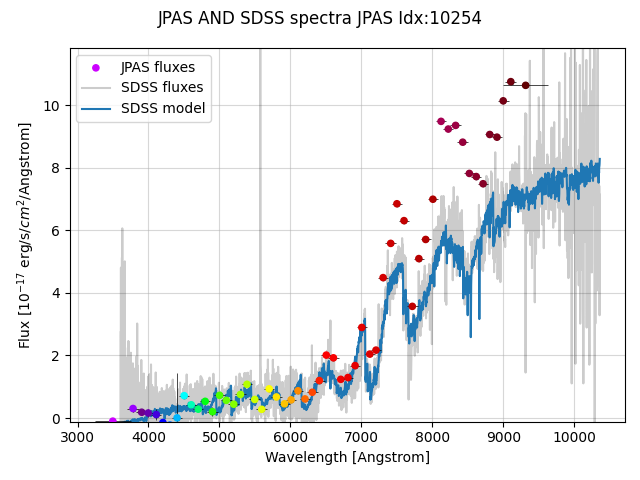 JPAS AND SDSS spectra JPAS Idx:10254
JPAS fluxes
SDSS fluxes
SDSS model
Flux [10⁻¹⁷ erg/s/cm²/Angstrom]
10
8
6
4
2
0
3000 4000 5000 6000 7000 8000 9000 10000
Wavelength [Angstrom]